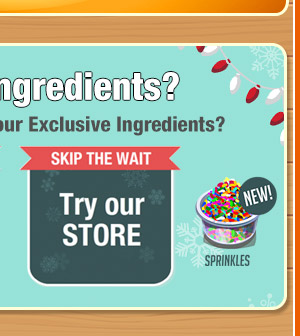 ngredients?
our Exclusive Ingredients?
SKIP THE WAIT
Try our
STORE
NEW!
SPRINKLES